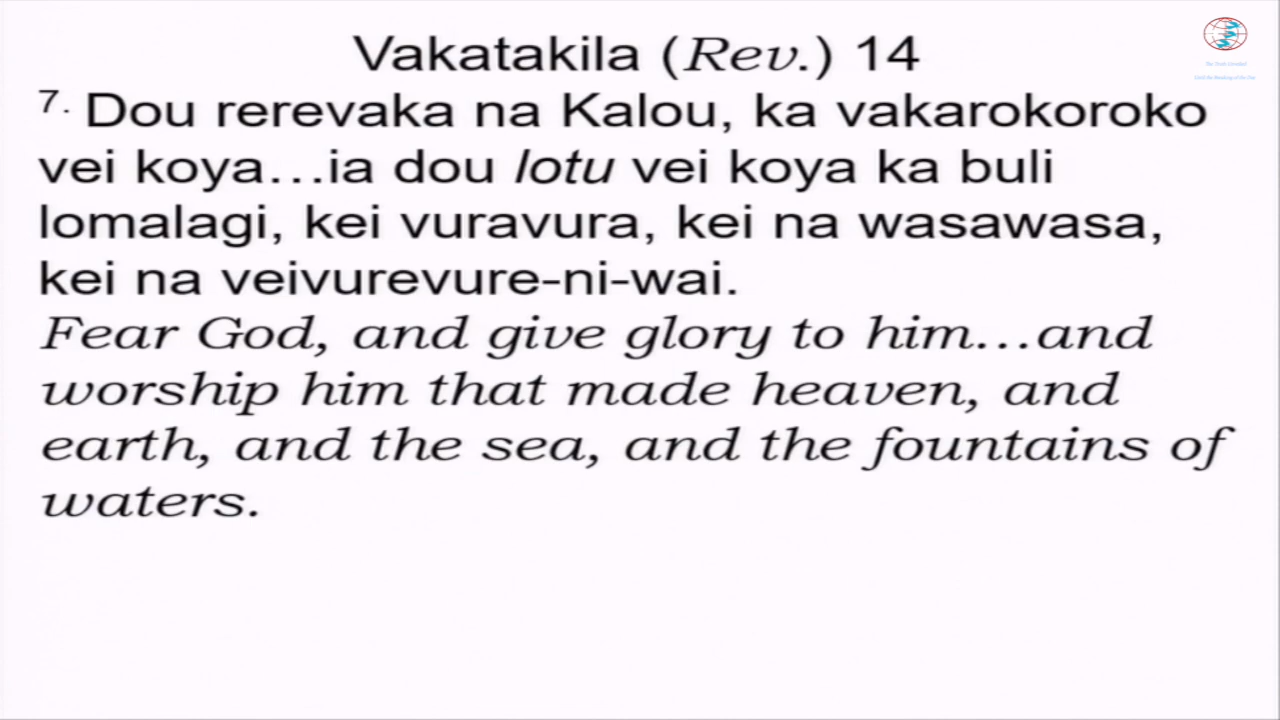 Vakatakila (Rev.) 14
7. Dou rerevaka na Kalou, ka vakarokoroko
vei koya...ia dou lotu vei koya ka buli
lomalagi, kei vuravura, kei na wasawasa,
kei na veivurevure-ni-wai.
Fear God, and give glory to him...and
worship him that made heaven, and
earth, and the sea, and the fountains of
waters.